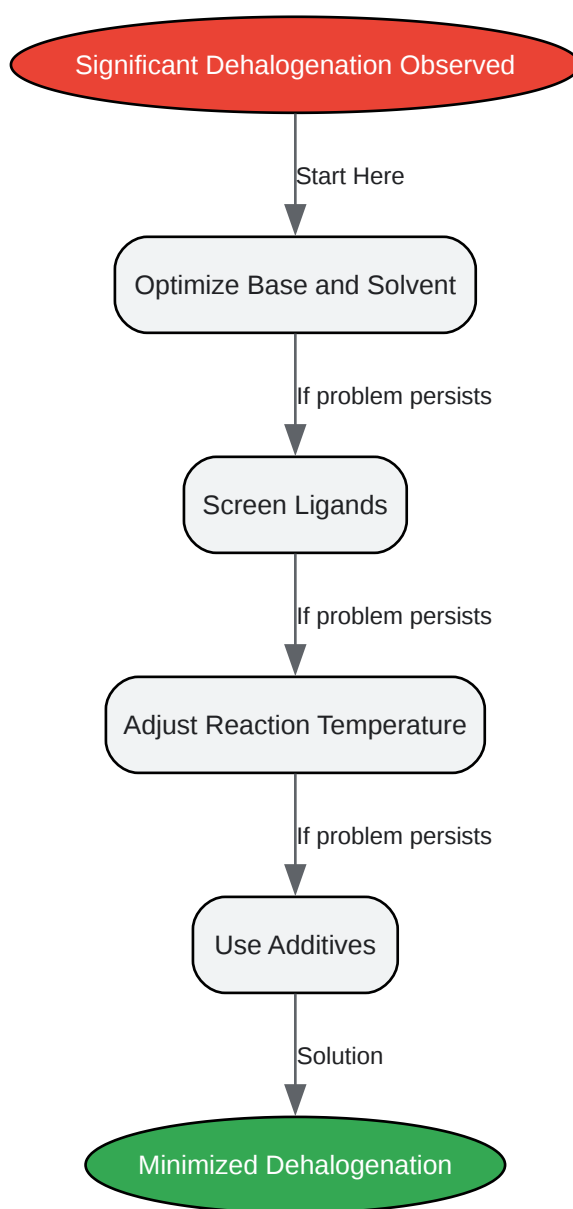 Significant Dehalogenation Observed
Start Here
Optimize Base and Solvent
If problem persists
Screen Ligands
If problem persists
Adjust Reaction Temperature
If problem persists
Use Additives
Solution
Minimized Dehalogenation